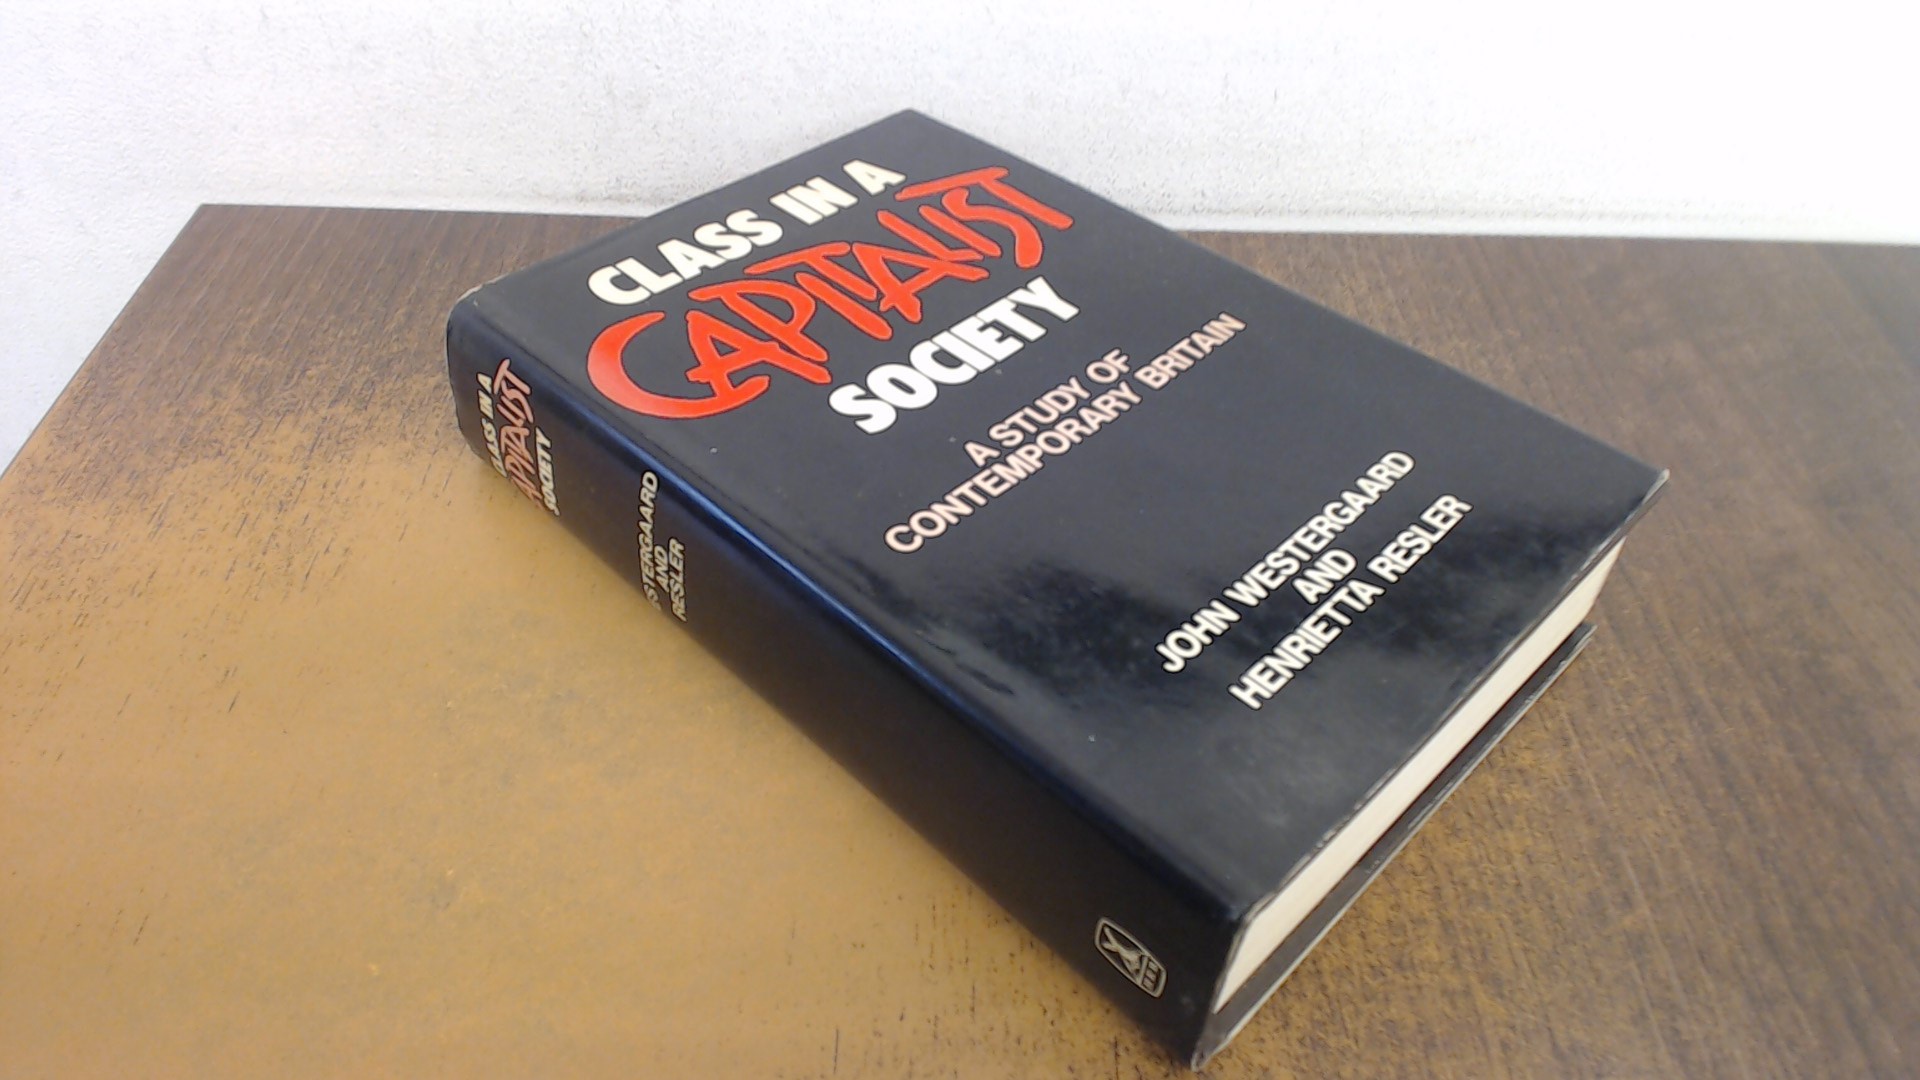 CLASS IN A
CAPITALIST
SOCIETY
A STUDY OF
CONTEMPORARY BRITAIN
JOHN WESTERGAARD
AND
HENRIETTA RESLER
CLASS IN A
CAPITALIST
SOCIETY
WESTERGAARD
AND
RESLER